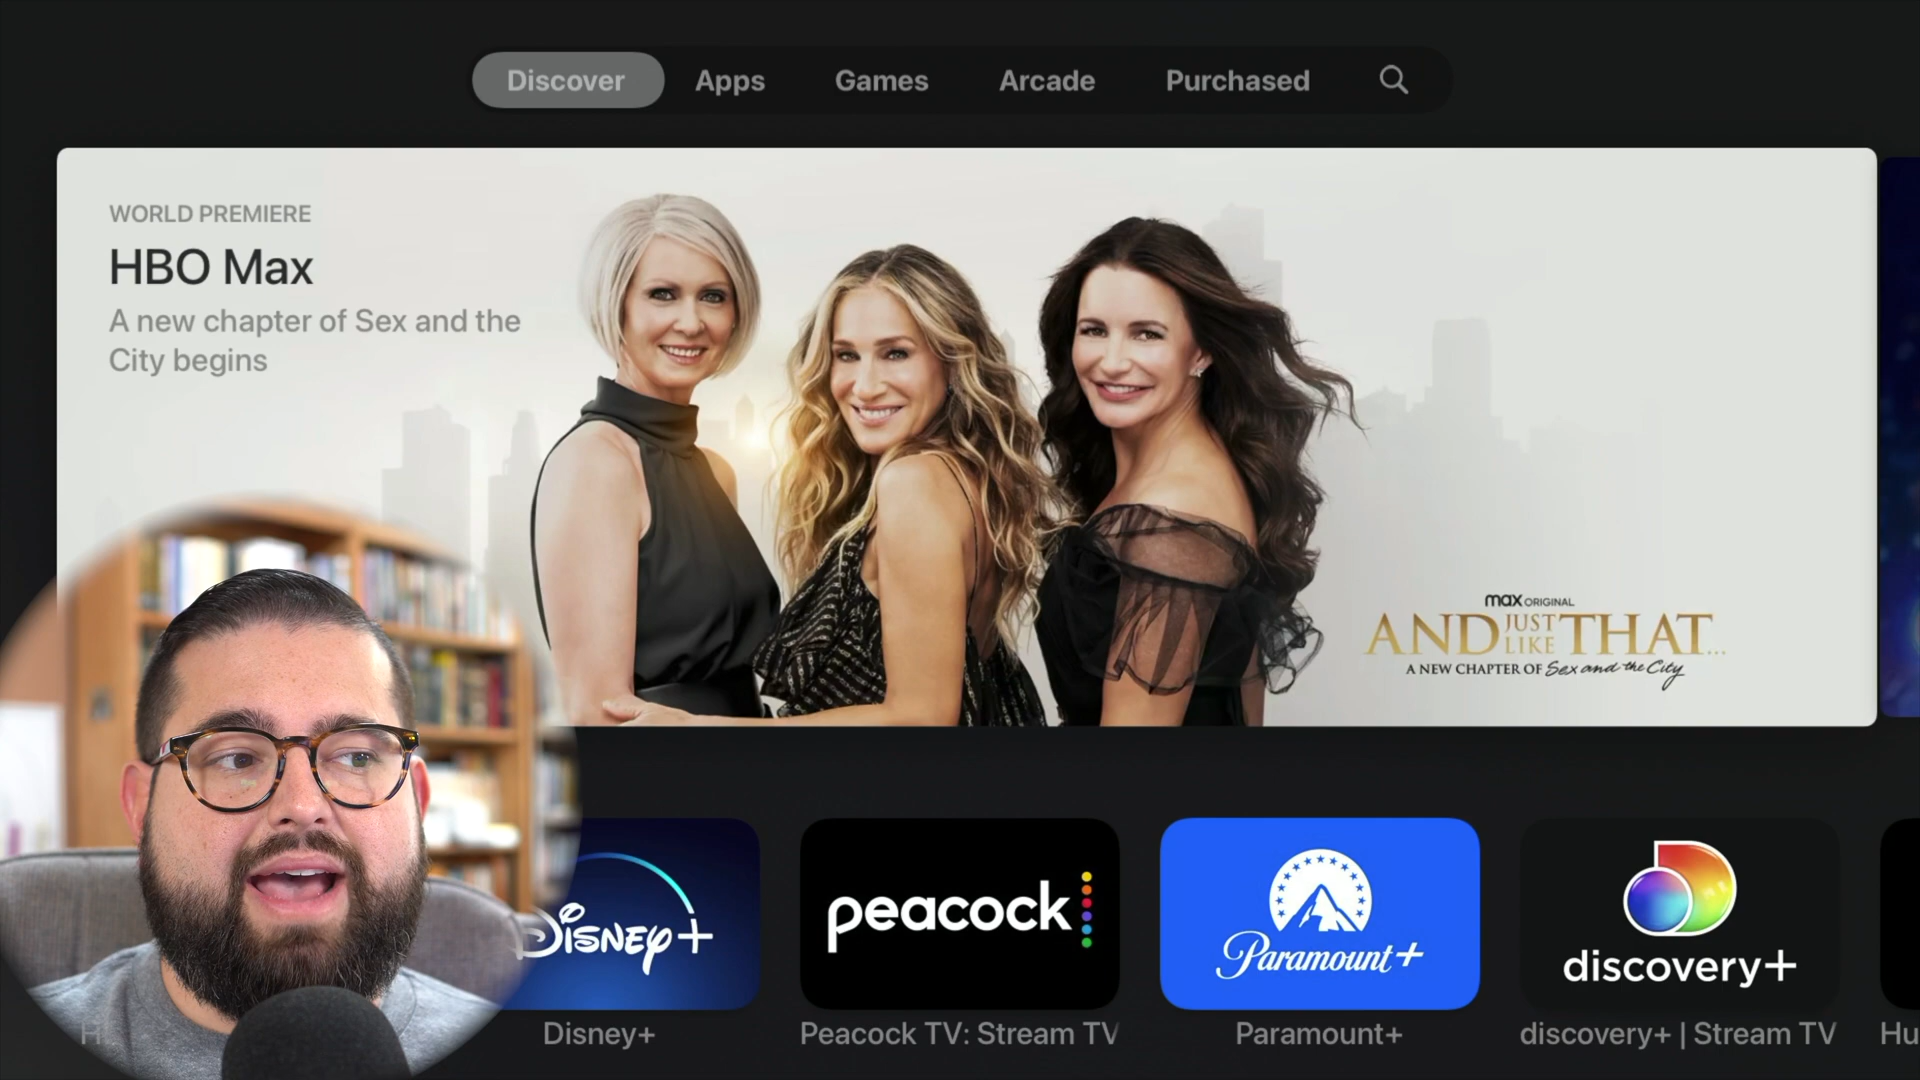 Discover
Apps
Games
Arcade
Purchased
WORLD PREMIERE
HBO Max
A new chapter of Sex and the
City begins
max ORIGINAL
AND JUST LIKE THAT...
A NEW CHAPTER OF Sex and the City
Disney+
peacock
Paramount+
discovery+
Disney+
Peacock TV: Stream TV
Paramount+
discovery+ | Stream TV
Hu